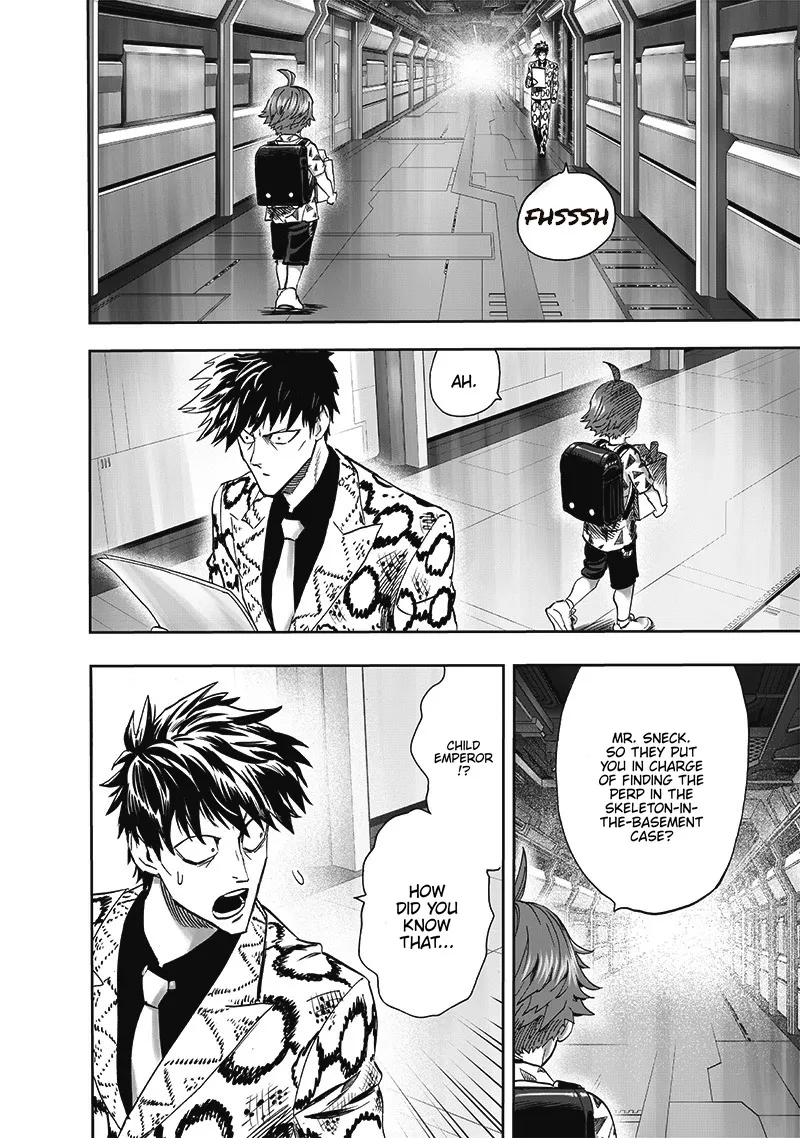 FHSSSH
AH.
MR. SNECK.
SO THEY PUT
YOU IN CHARGE
OF FINDING THE
PERP IN THE
SKELETON-IN-
THE-BASEMENT
CASE?
CHILD
EMPEROR
!?
HOW
DID YOU
KNOW
THAT...